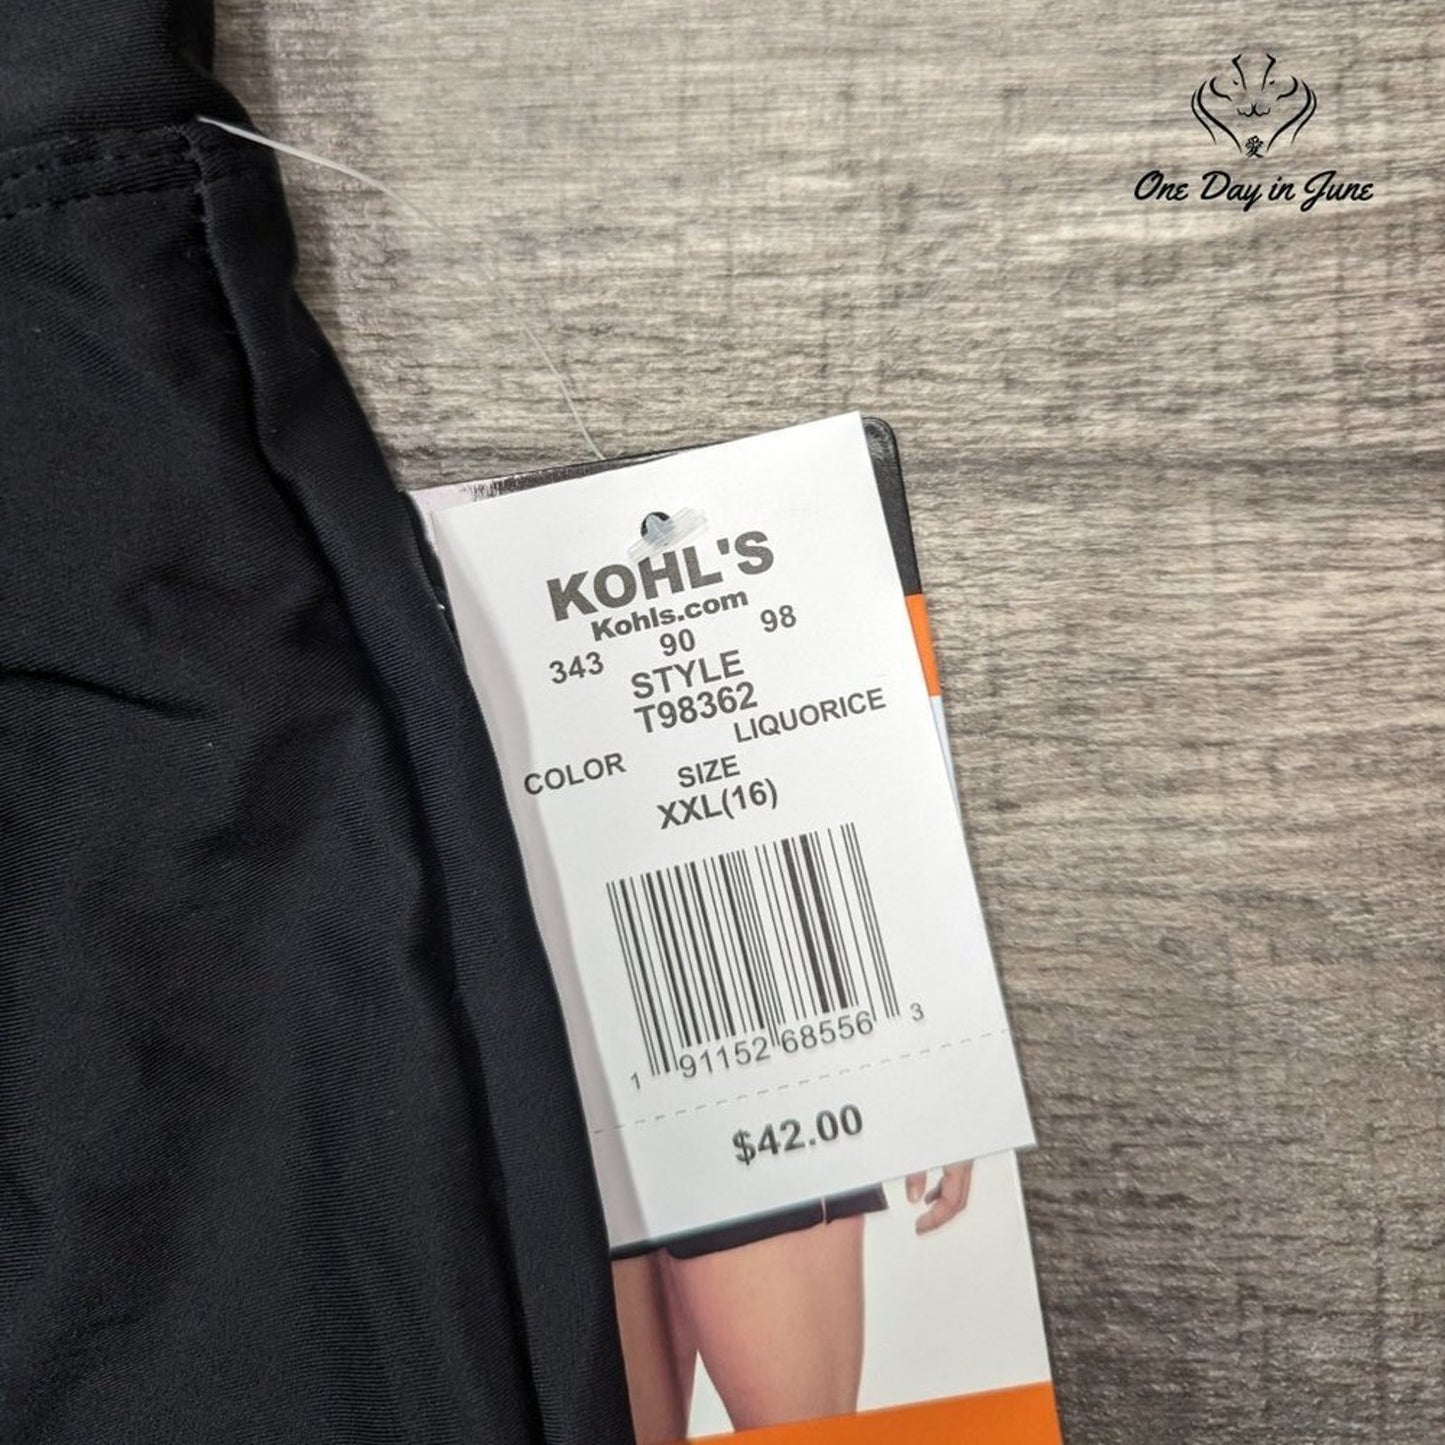 愛
One Day in June
KOHL'S
Kohls.com
343 90 98
STYLE
T98362
COLOR LIQUORICE
SIZE
XXL(16)
1 91152 68556 3
$42.00